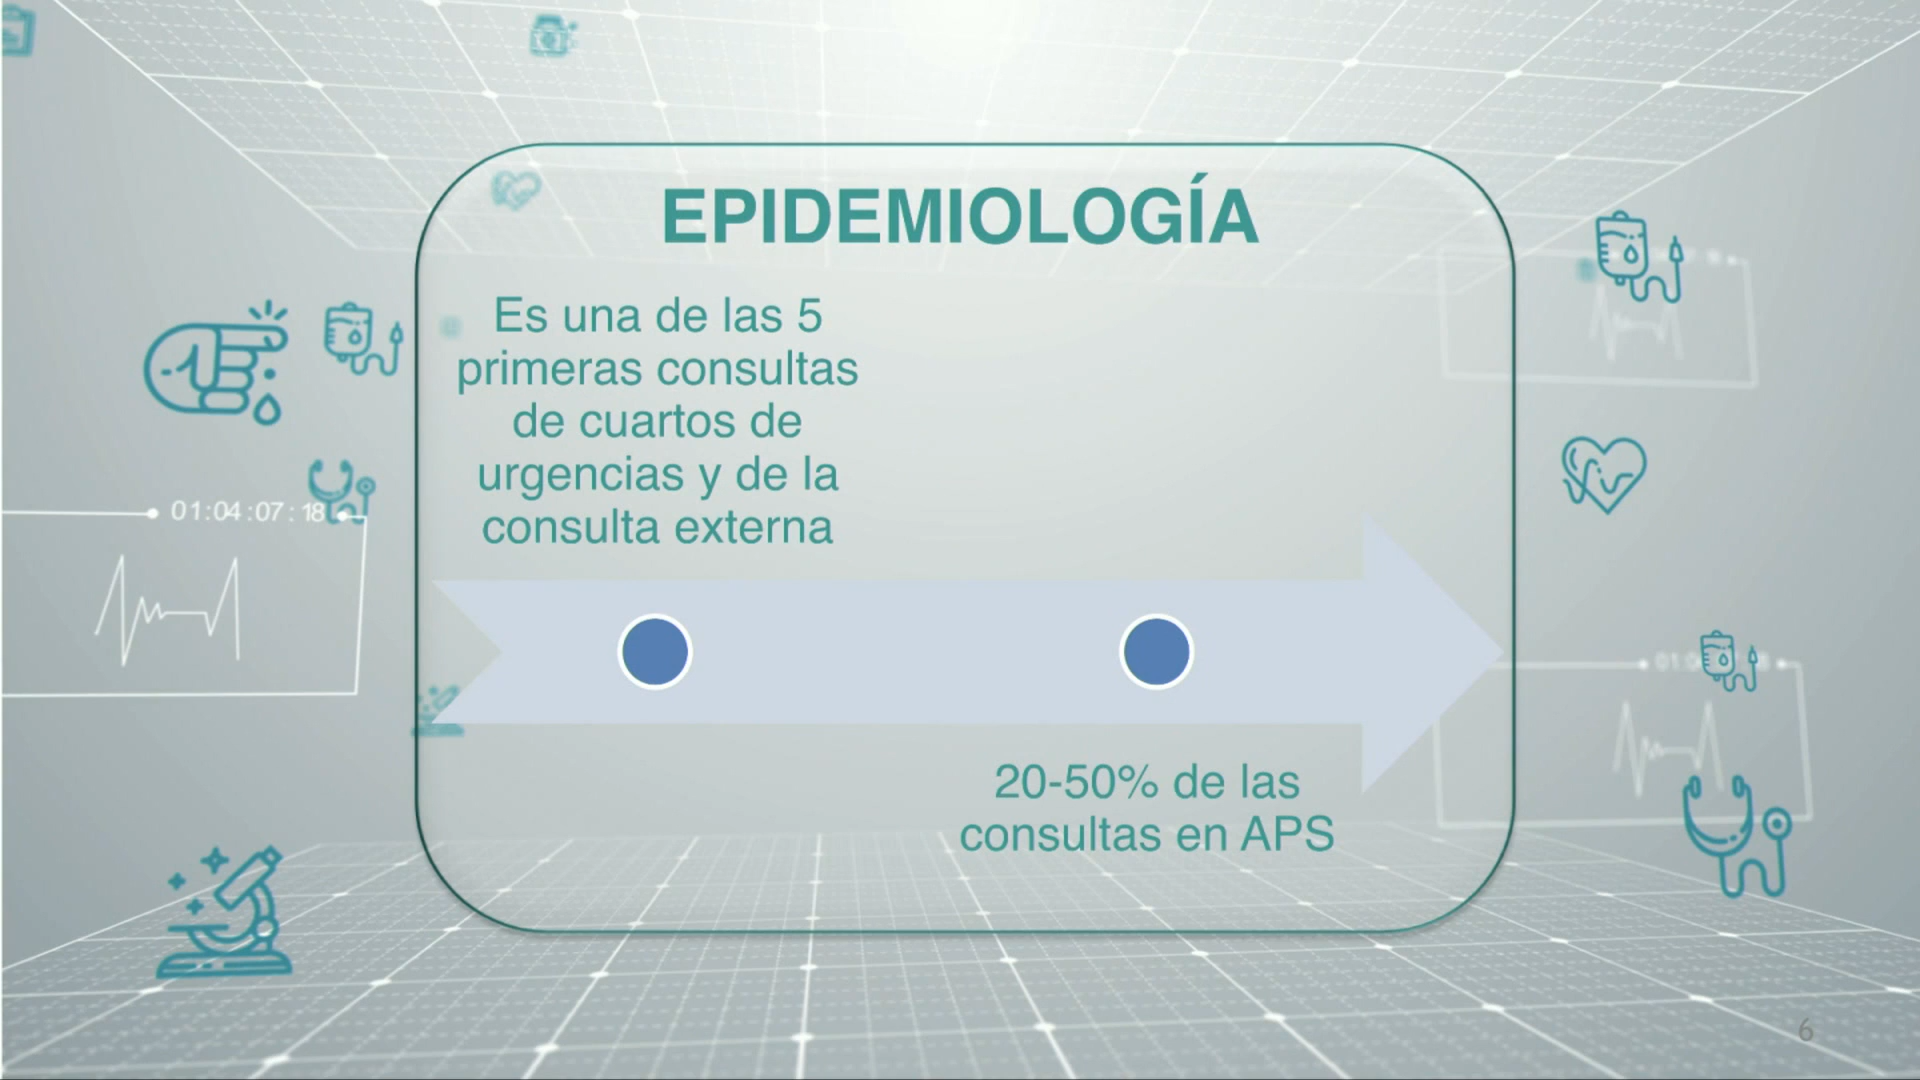 EPIDEMIOLOGÍA
Es una de las 5
primeras consultas
de cuartos de
urgencias y de la
consulta externa
01:04:07:18
20-50% de las
consultas en APS
6